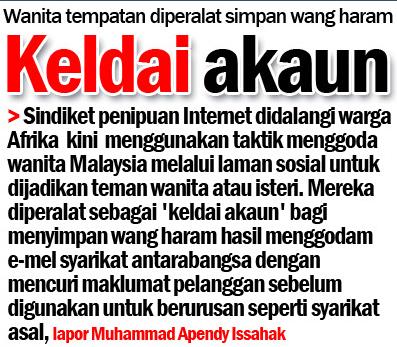 Wanita tempatan diperalat simpan wang haram
Keldai akaun
> Sindiket penipuan Internet didalangi warga
Afrika kini menggunakan taktik menggoda
wanita Malaysia melalui laman sosial untuk
dijadikan teman wanita atau isteri. Mereka
diperalat sebagai 'keldai akaun' bagi
menyimpan wang haram hasil menggodam
e-mel syarikat antarabangsa dengan
mencuri maklumat pelanggan sebelum
digunakan untuk berurusan seperti syarikat
asal, lapor Muhammad Apendy Issahak